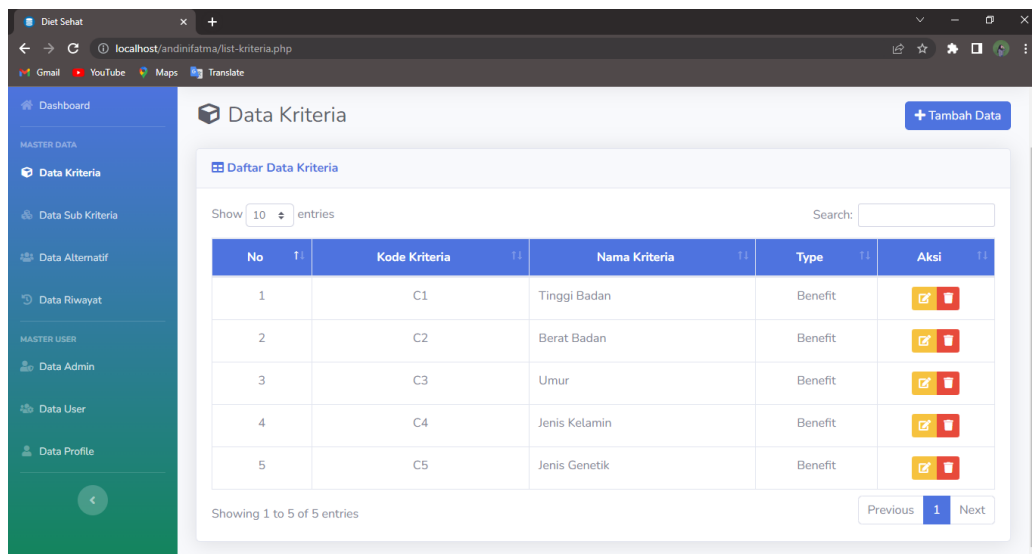 Diet Sehat
localhost/andinifatma/list-kriteria.php
Gmail YouTube Maps Translate
Dashboard
MASTER DATA
Data Kriteria
Data Sub Kriteria
Data Alternatif
Data Riwayat
MASTER USER
Data Admin
Data User
Data Profile
Data Kriteria
Tambah Data
Daftar Data Kriteria
Show 10 entries
Search:
No Kode Kriteria Nama Kriteria Type Aksi
1 C1 Tinggi Badan Benefit
2 C2 Berat Badan Benefit
3 C3 Umur Benefit
4 C4 Jenis Kelamin Benefit
5 C5 Jenis Genetik Benefit
Showing 1 to 5 of 5 entries
Previous 1 Next